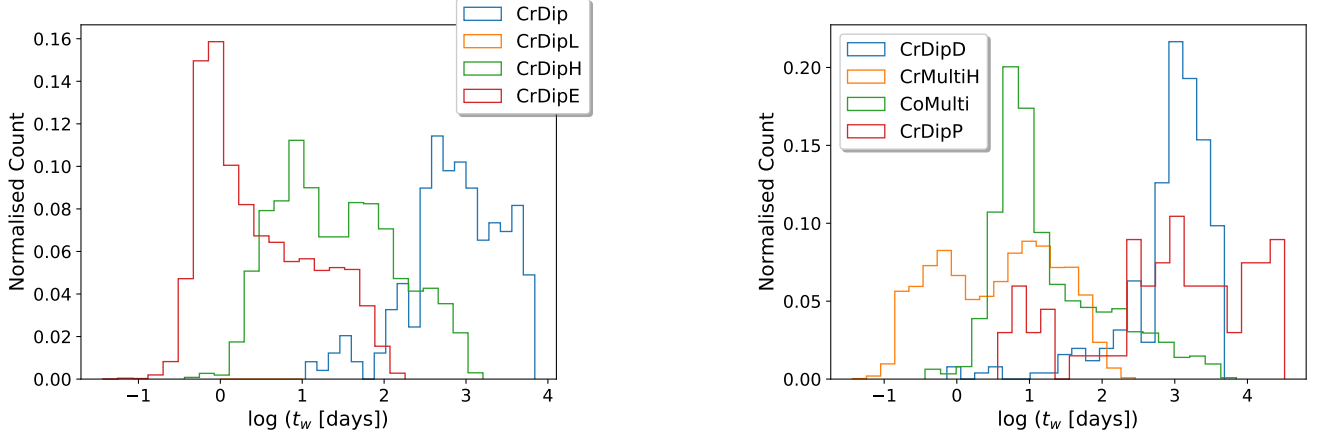 CrDip
CrDipL
CrDipH
CrDipE
0.16
0.14
0.12
0.10
0.08
0.06
0.04
0.02
0.00
Normalised Count
−1
0
1
2
3
4
log (t_w [days])
CrDipD
CrMultiH
CoMulti
CrDipP
0.20
0.15
0.10
0.05
0.00
Normalised Count
−1
0
1
2
3
4
log (t_w [days])